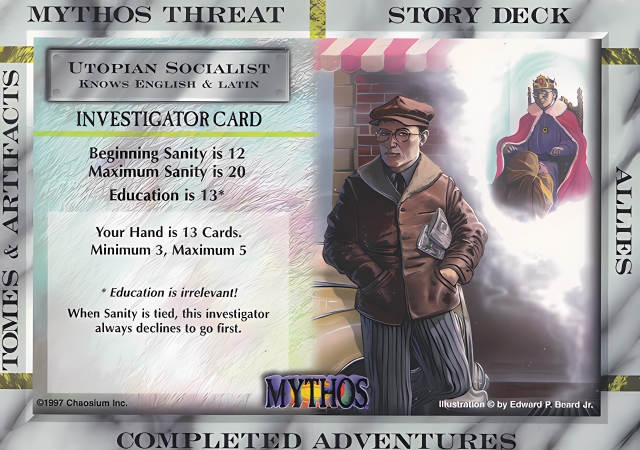 MYTHOS THREAT
STORY DECK
TOMES & ARTIFACTS
UTOPIAN SOCIALIST
KNOWS ENGLISH & LATIN
INVESTIGATOR CARD
Beginning Sanity is 12
Maximum Sanity is 20
Education is 13*
Your Hand is 13 Cards.
Minimum 3, Maximum 5
* Education is irrelevant!
When Sanity is tied, this investigator
always declines to go first.
ALLIES
MYTHOS
©1997 Chaosium Inc.
Illustration © by Edward P. Beard Jr.
COMPLETED ADVENTURES